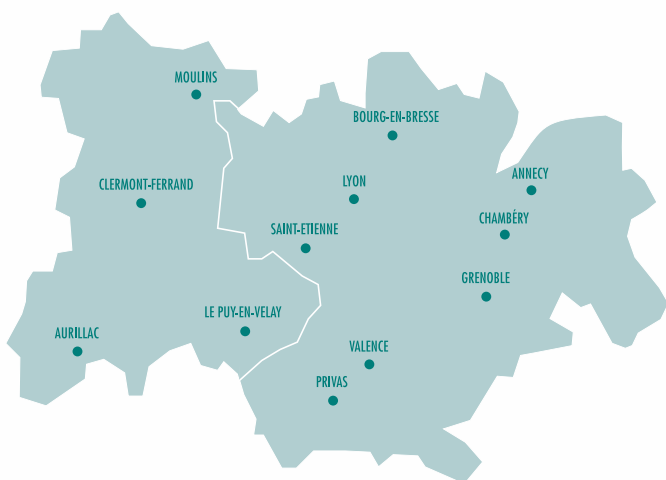 MOULINS
BOURG-EN-BRESSE
ANNECY
CLERMONT-FERRAND
LYON
CHAMBÉRY
SAINT-ETIENNE
GRENOBLE
LE PUY-EN-VELAY
AURILLAC
VALENCE
PRIVAS